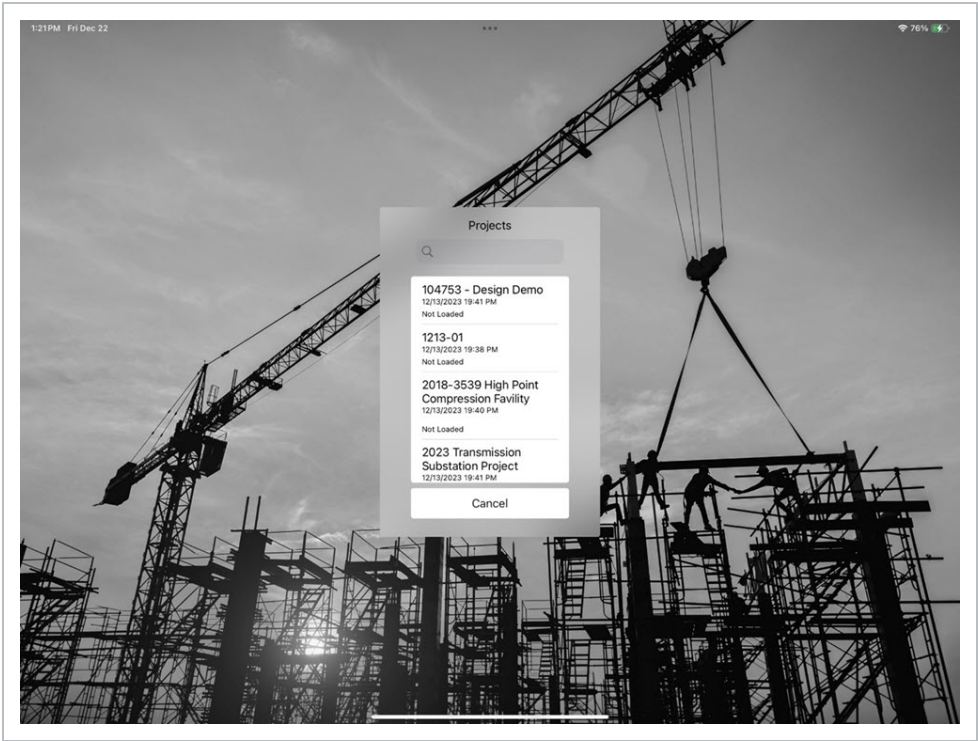 1:21 PM Fri Dec 22
76%
Projects
104753 - Design Demo
12/13/2023 19:41 PM
Not Loaded
1213-01
12/13/2023 19:38 PM
Not Loaded
2018-3539 High Point
Compression Favility
12/13/2023 19:40 PM
Not Loaded
2023 Transmission
Substation Project
12/13/2023 19:41 PM
Cancel